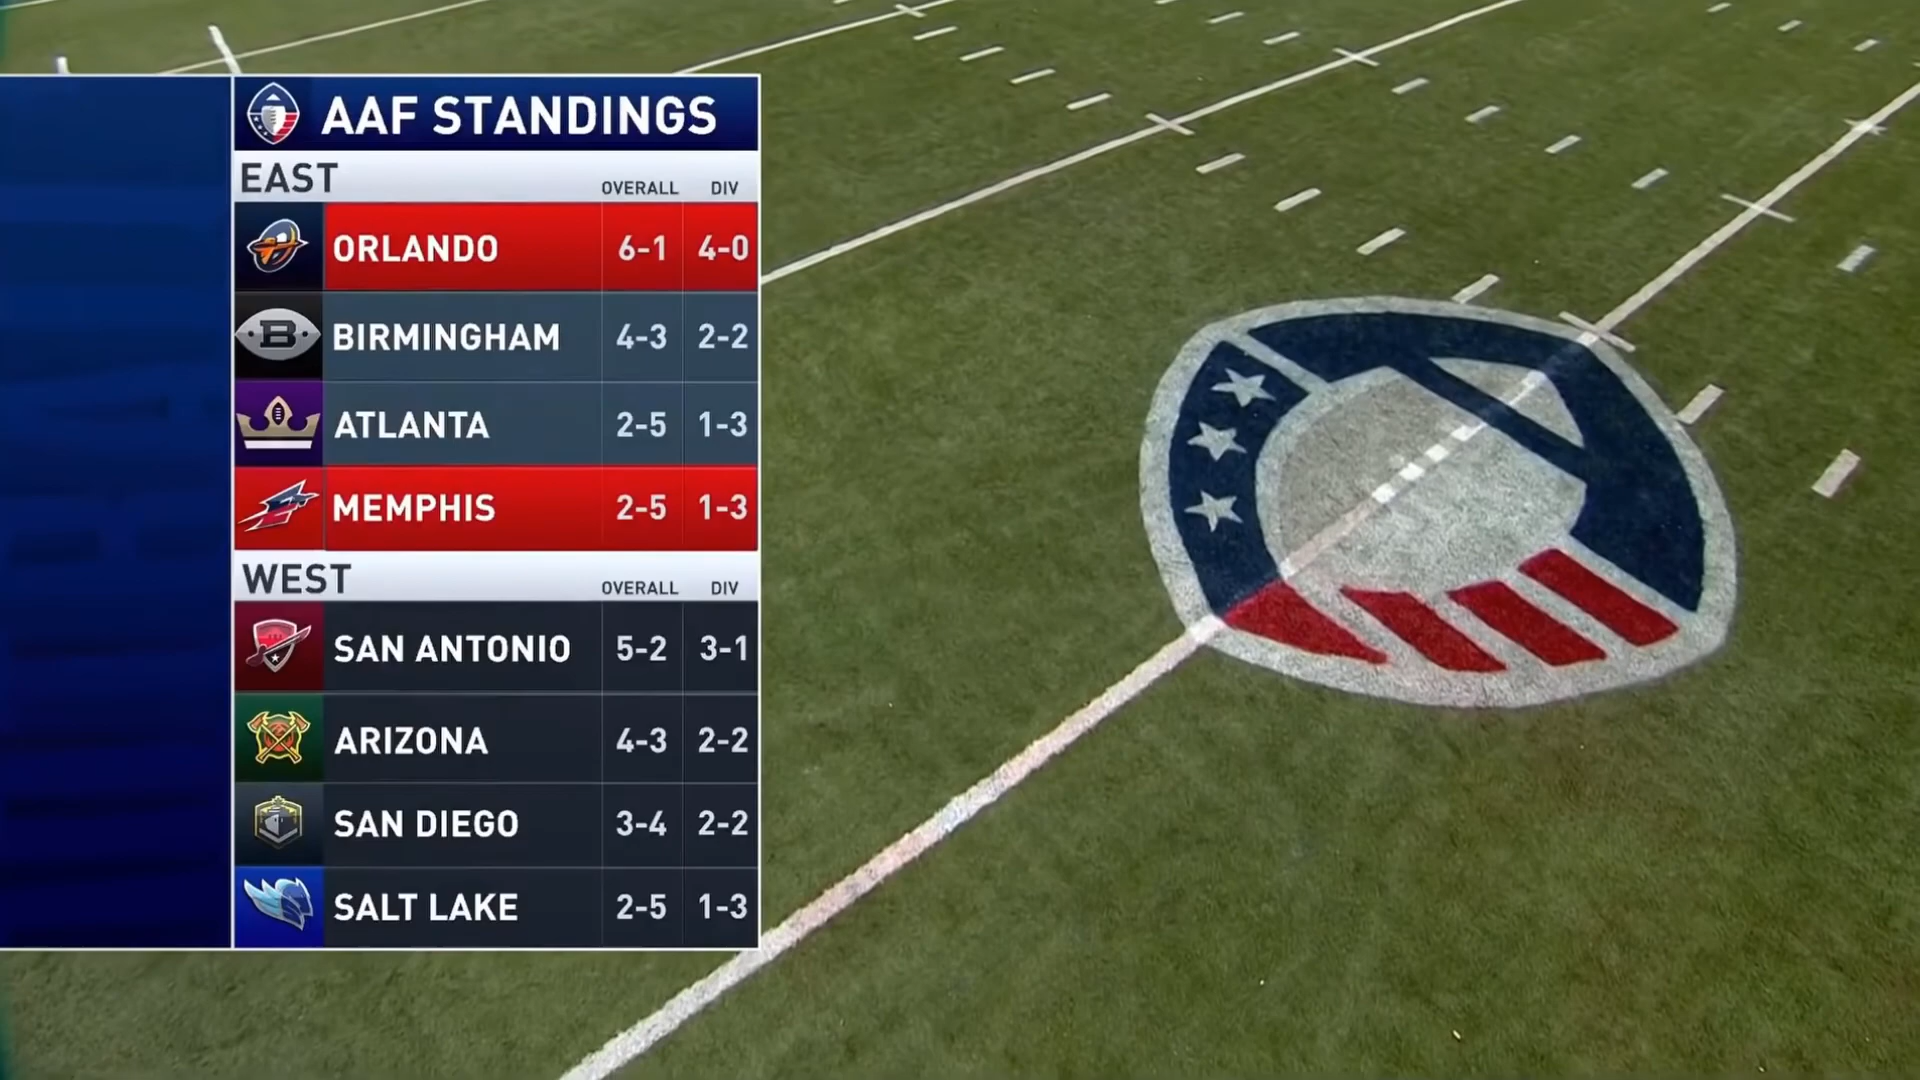 AAF STANDINGS
EAST OVERALL DIV
ORLANDO 6-1 4-0
B BIRMINGHAM 4-3 2-2
ATLANTA 2-5 1-3
MEMPHIS 2-5 1-3
WEST OVERALL DIV
SAN ANTONIO 5-2 3-1
ARIZONA 4-3 2-2
SAN DIEGO 3-4 2-2
SALT LAKE 2-5 1-3